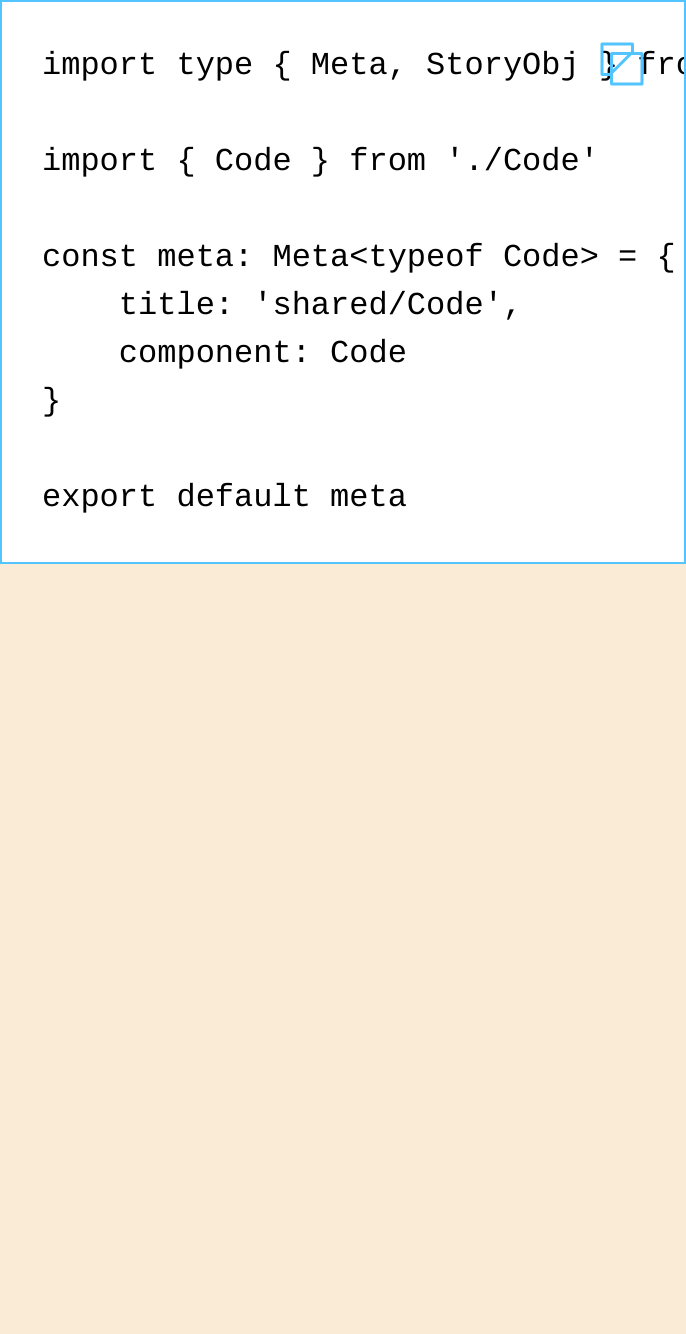 import type { Meta, StoryObj }
import { Code } from './Code'
const meta: Meta<typeof Code> = {
    title: 'shared/Code',
    component: Code
}
export default meta